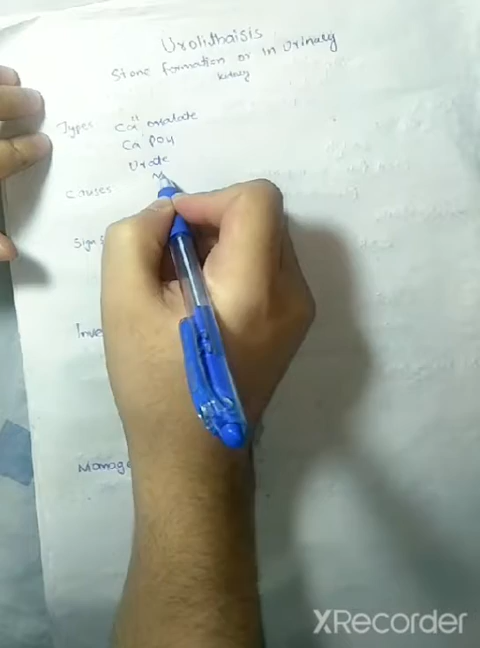 Urolithaisis
Stone formation or in Urinary
kidney
Types Ca⁺⁺ oxalate
Ca PO4
Urate
Causes
Sign
Inve
Manag
XRecorder